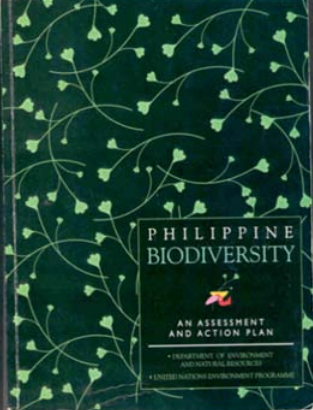 PHILIPPINE
BIODIVERSITY
AN ASSESSMENT
AND ACTION PLAN
• DEPARTMENT OF ENVIRONMENT
AND NATURAL RESOURCES
• UNITED NATIONS ENVIRONMENT PROGRAMME